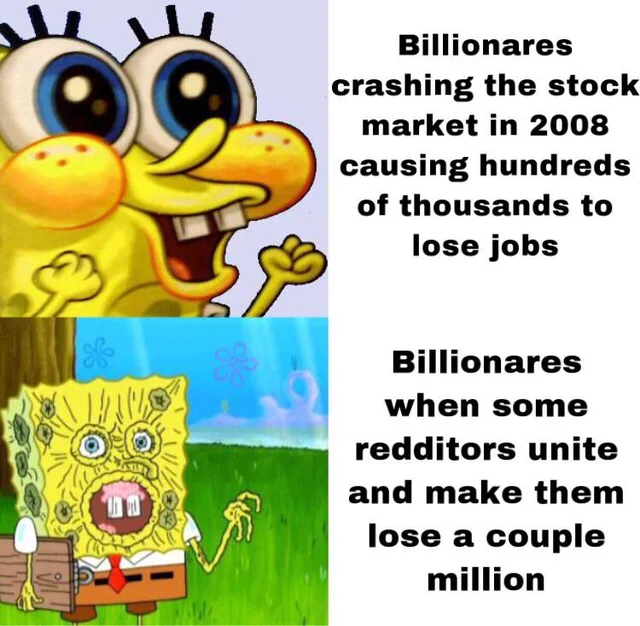 Billionares
crashing the stock
market in 2008
causing hundreds
of thousands to
lose jobs
Billionares
when some
redditors unite
and make them
lose a couple
million